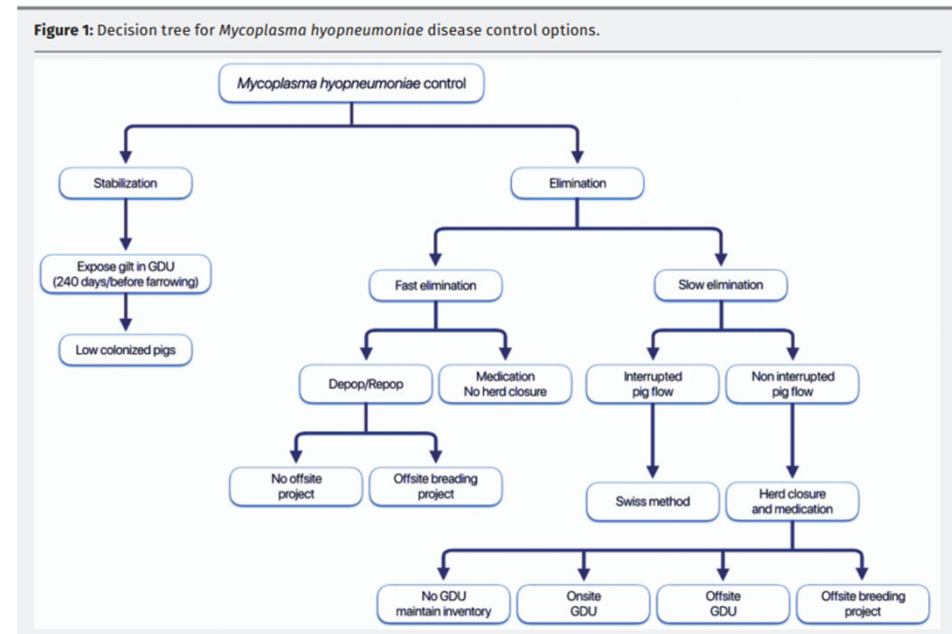 Figure 1: Decision tree for Mycoplasma hyopneumoniae disease control options.
Mycoplasma hyopneumoniae control
Stabilization
Elimination
Expose gilt in GDU
(240 days/before farrowing)
Fast elimination
Slow elimination
Low colonized pigs
Depop/Repop
Medication
No herd closure
Interrupted
pig flow
Non interrupted
pig flow
No offsite
project
Offsite breading
project
Swiss method
Herd closure
and medication
No GDU
maintain inventory
Onsite
GDU
Offsite
GDU
Offsite breeding
project